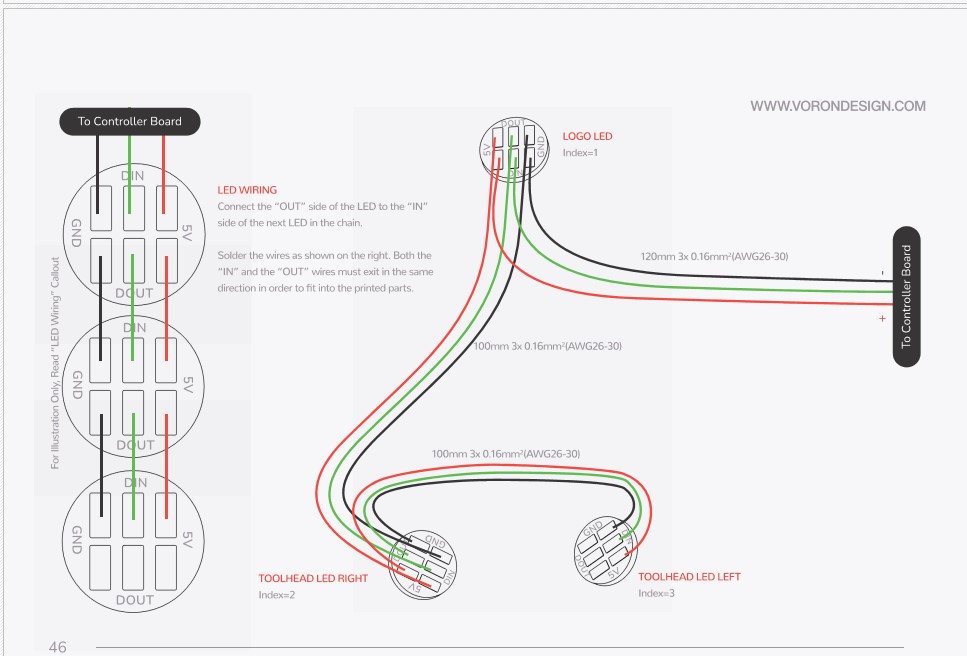 WWW.VORONDESIGN.COM
To Controller Board
DIN
GND
5V
DOUT
DIN
GND
5V
DOUT
DIN
GND
5V
DOUT
For Illustration Only, Read "LED Wiring" Callout
LED WIRING
Connect the “OUT” side of the LED to the “IN”
side of the next LED in the chain.
Solder the wires as shown on the right. Both the
“IN” and the “OUT” wires must exit in the same
direction in order to fit into the printed parts.
DOUT
5V
GND
DIN
LOGO LED
Index=1
120mm 3x 0.16mm²(AWG26-30)
-
To Controller Board
+
100mm 3x 0.16mm²(AWG26-30)
100mm 3x 0.16mm²(AWG26-30)
GND
DIN
5V
TOOLHEAD LED RIGHT
Index=2
GND
DIN
DOUT
5V
TOOLHEAD LED LEFT
Index=3
46